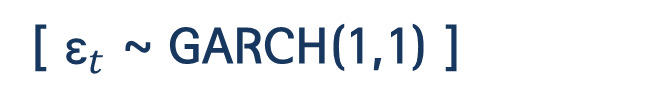 [ εt ~ GARCH(1,1) ]